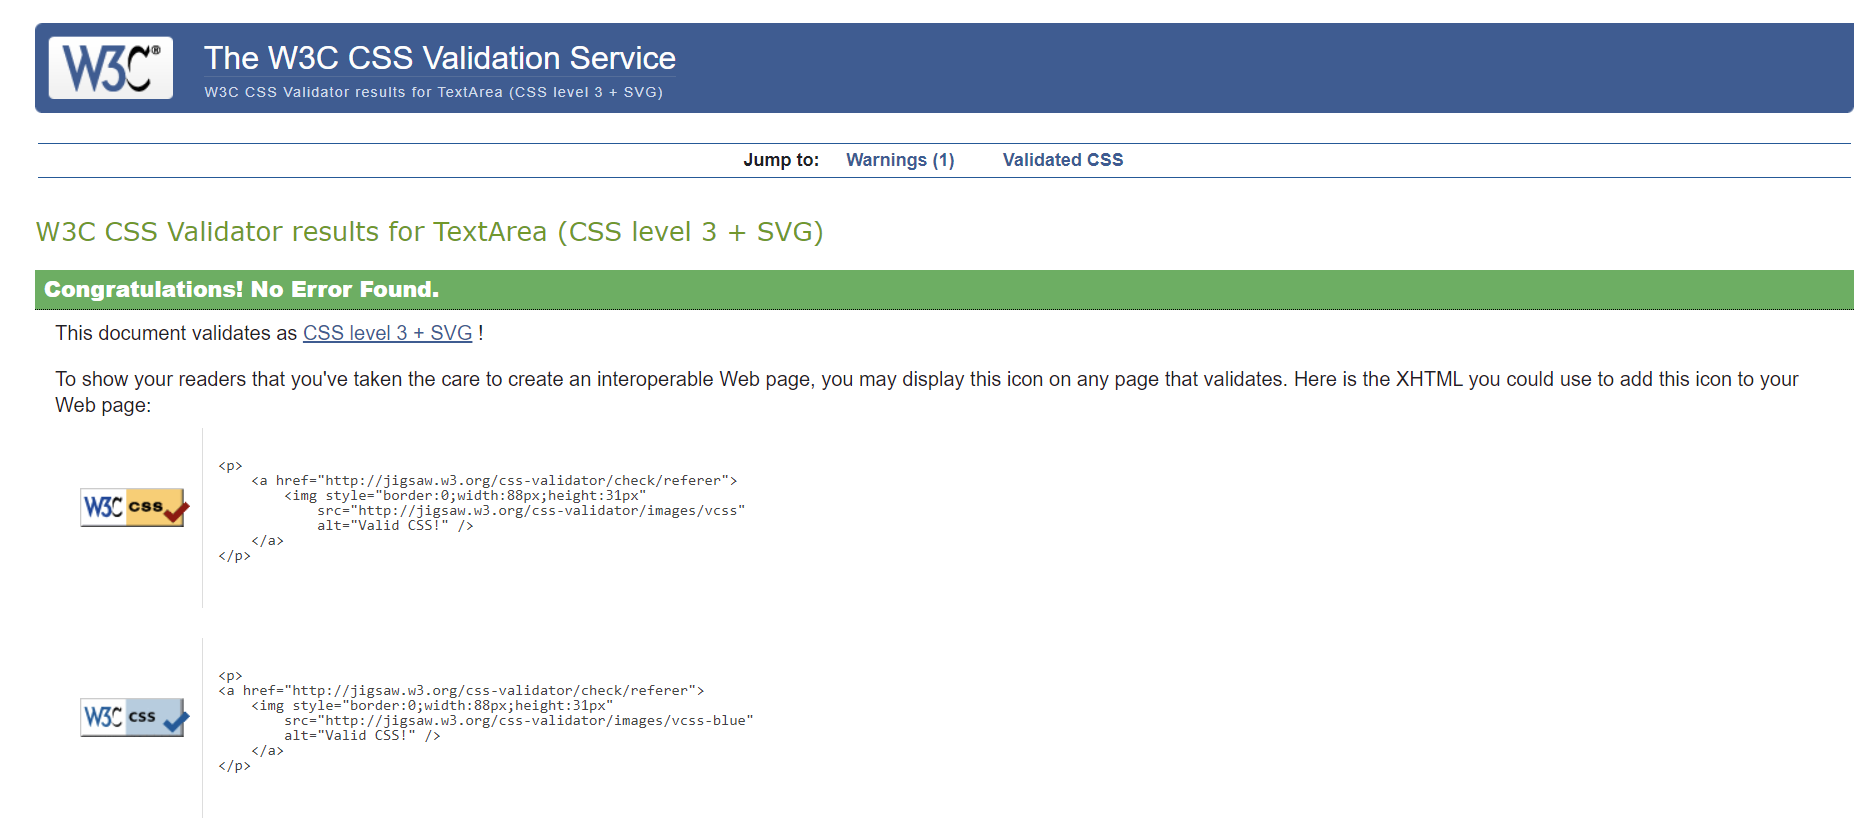 W3C®
The W3C CSS Validation Service
W3C CSS Validator results for TextArea (CSS level 3 + SVG)
Jump to: Warnings (1) Validated CSS
W3C CSS Validator results for TextArea (CSS level 3 + SVG)
Congratulations! No Error Found.
This document validates as CSS level 3 + SVG !
To show your readers that you've taken the care to create an interoperable Web page, you may display this icon on any page that validates. Here is the XHTML you could use to add this icon to your
Web page:
W3C css
<p>
    <a href="http://jigsaw.w3.org/css-validator/check/referer">
        <img style="border:0;width:88px;height:31px"
            src="http://jigsaw.w3.org/css-validator/images/vcss"
            alt="Valid CSS!" />
    </a>
</p>
W3C css
<p>
<a href="http://jigsaw.w3.org/css-validator/check/referer">
    <img style="border:0;width:88px;height:31px"
        src="http://jigsaw.w3.org/css-validator/images/vcss-blue"
        alt="Valid CSS!" />
    </a>
</p>